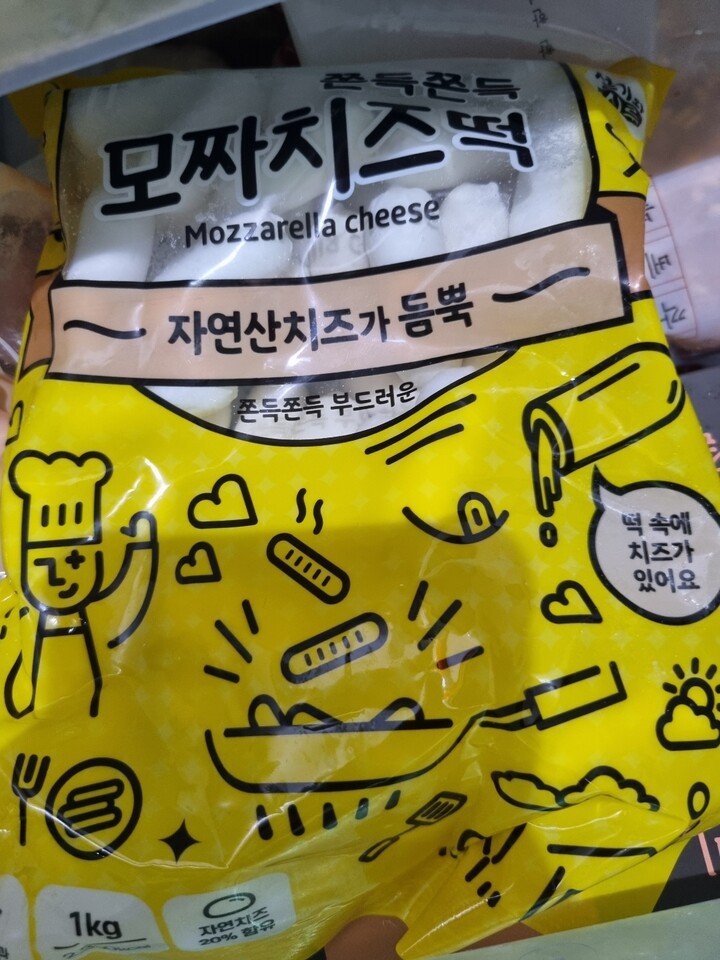 쫀득쫀득
모짜치즈떡
Mozzarella cheese
자연산치즈가 듬뿍
쫀득쫀득 부드러운
떡 속에
치즈가
있어요
1kg
자연치즈
20% 함유